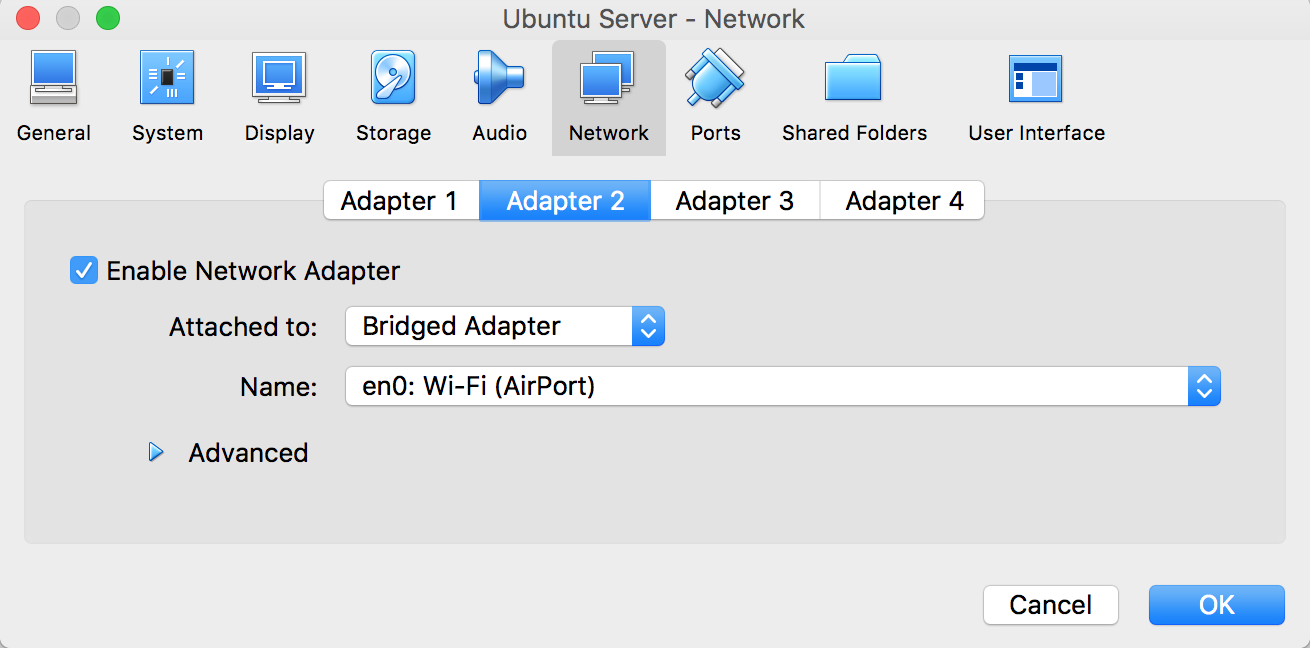 Ubuntu Server - Network
General System Display Storage Audio Network Ports Shared Folders User Interface
Adapter 1 Adapter 2 Adapter 3 Adapter 4
Enable Network Adapter
Attached to: Bridged Adapter
Name: en0: Wi-Fi (AirPort)
Advanced
Cancel OK